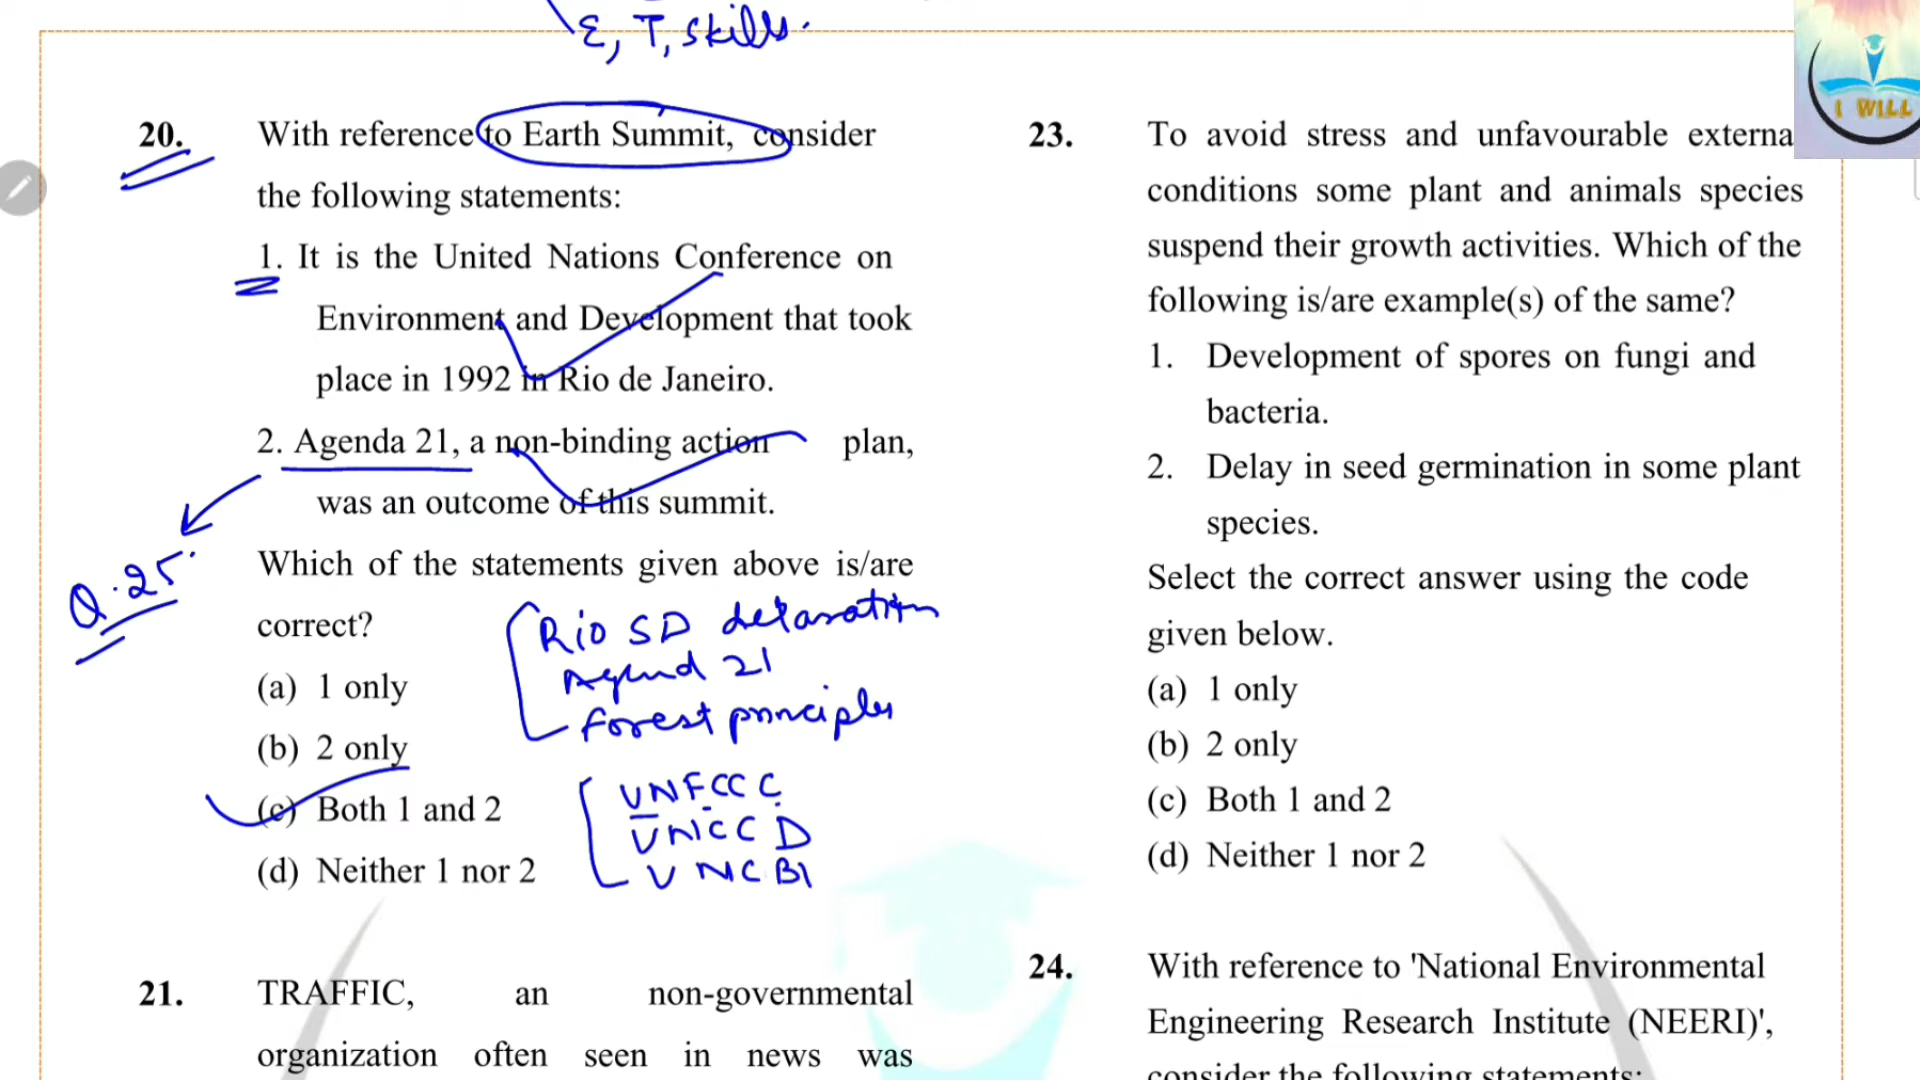 E, T, skills.
20. With reference to Earth Summit, consider
the following statements:
1. It is the United Nations Conference on
Environment and Development that took
place in 1992 in Rio de Janeiro.
2. Agenda 21, a non-binding action plan,
was an outcome of this summit.
Q.25
Which of the statements given above is/are
correct?
(a) 1 only
(b) 2 only
(c) Both 1 and 2
(d) Neither 1 nor 2
Rio SD
Agend 21
Forest principles
UNFCCC
UNCCD
21. TRAFFIC, an non-governmental
organization often seen in news was
I WILL
23. To avoid stress and unfavourable externa
conditions some plant and animals species
suspend their growth activities. Which of the
following is/are example(s) of the same?
1. Development of spores on fungi and
bacteria.
2. Delay in seed germination in some plant
species.
Select the correct answer using the code
given below.
(a) 1 only
(b) 2 only
(c) Both 1 and 2
(d) Neither 1 nor 2
24. With reference to 'National Environmental
Engineering Research Institute (NEERI)',
consider the following statements: